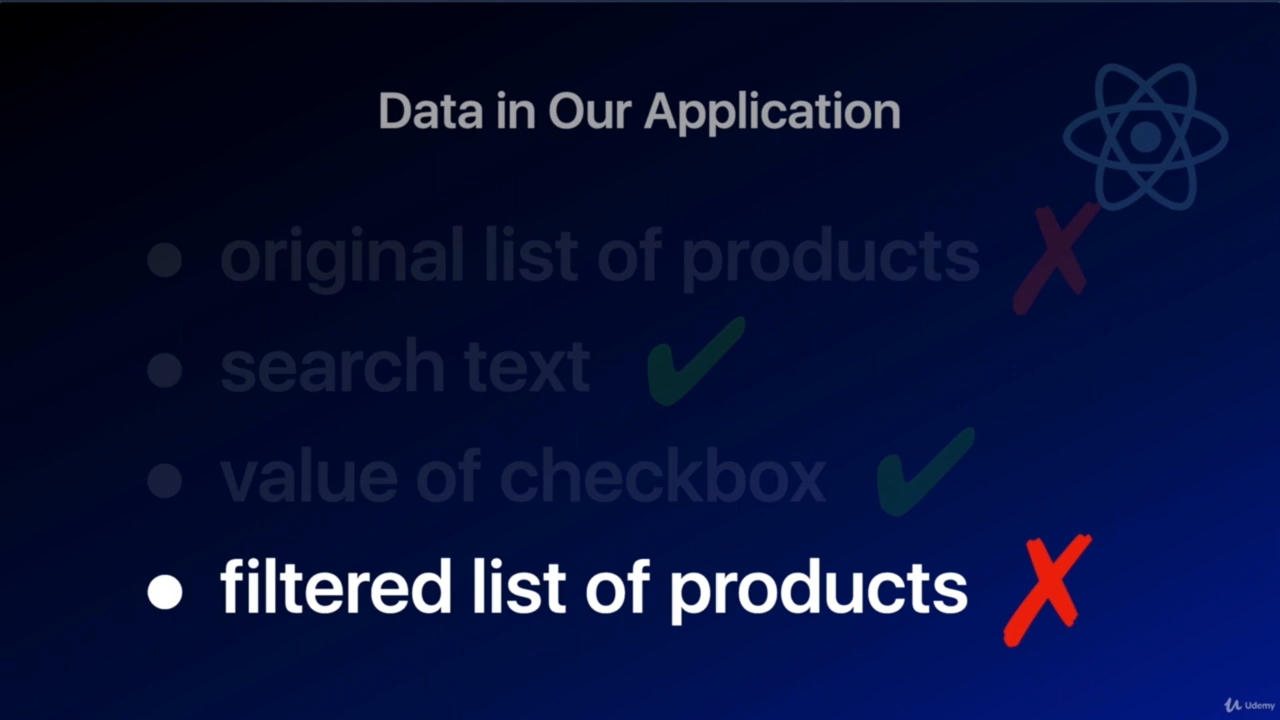 Data in Our Application
• original list of products ✗
• search text ✔
• value of checkbox ✔
• filtered list of products ✗
Udemy